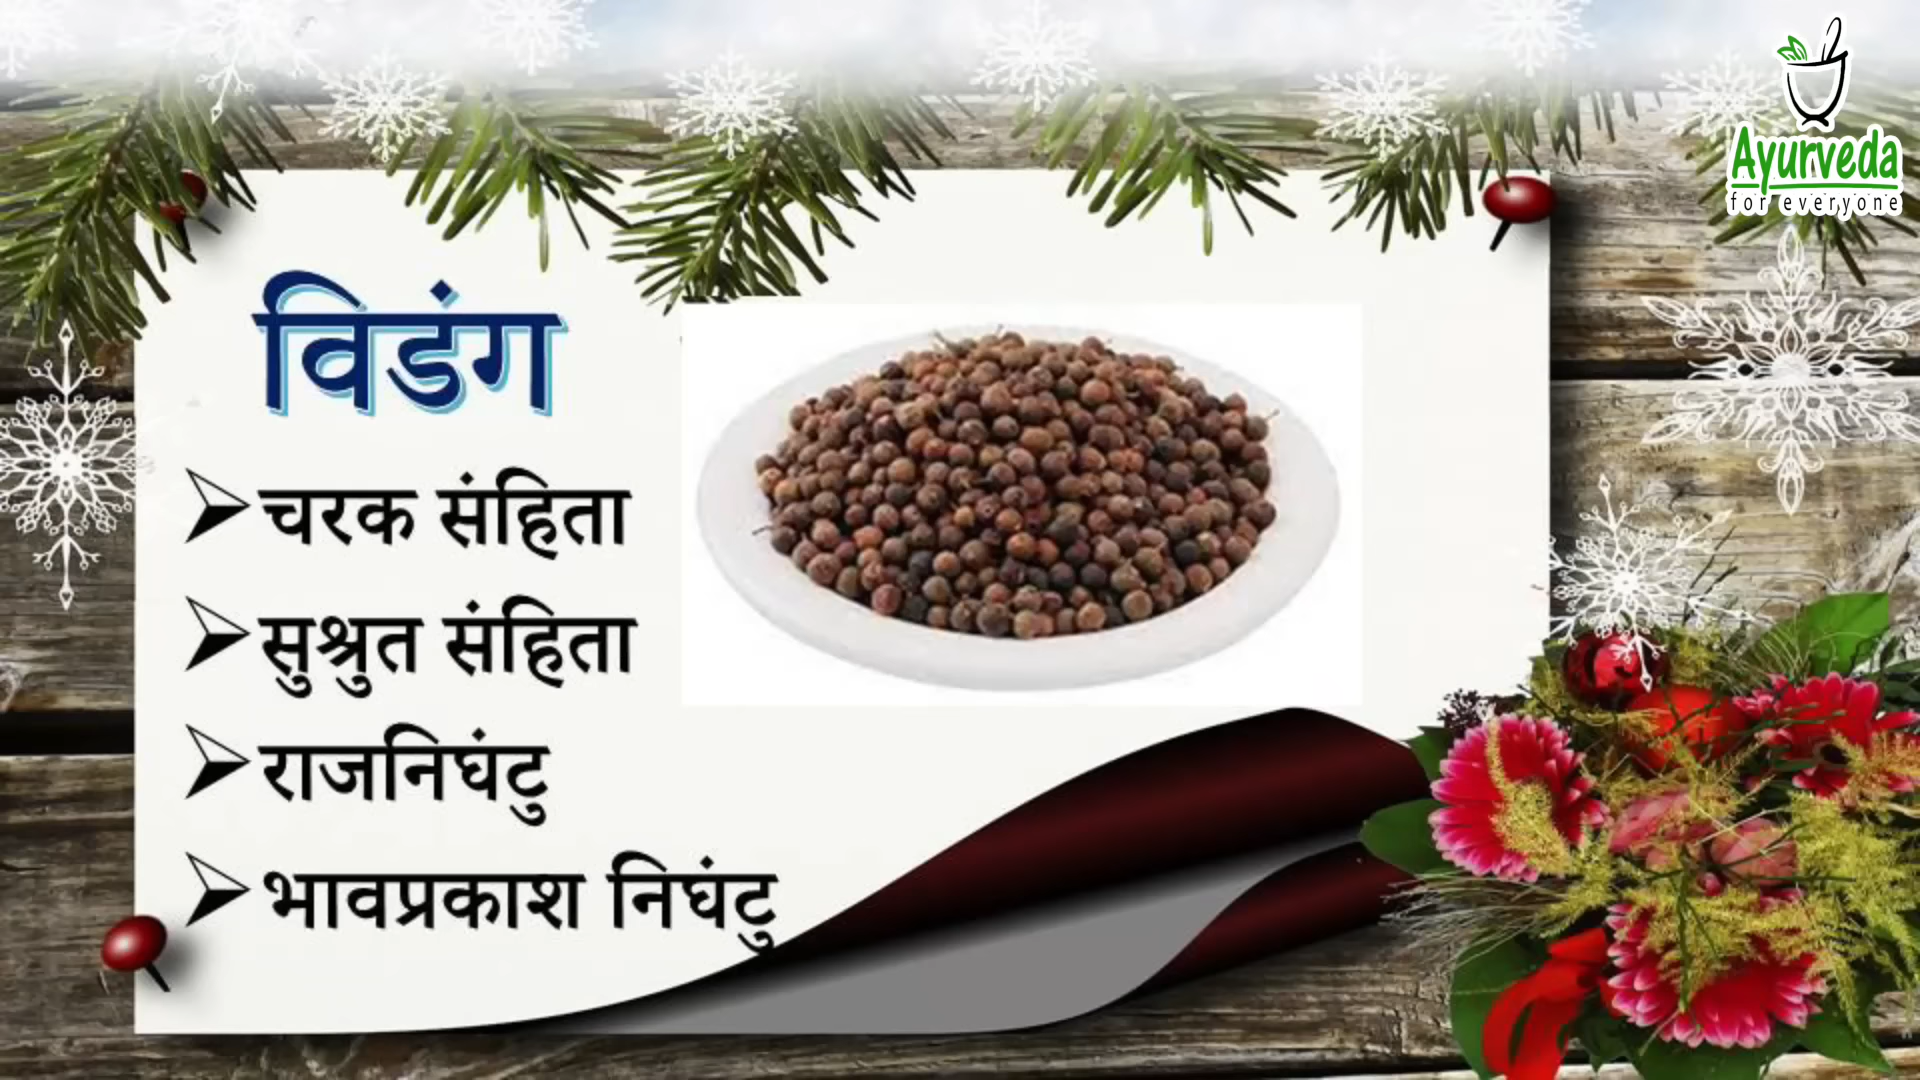 Ayurveda
for everyone
विडंग
चरक संहिता
सुश्रुत संहिता
राजनिघंटु
भावप्रकाश निघंटु